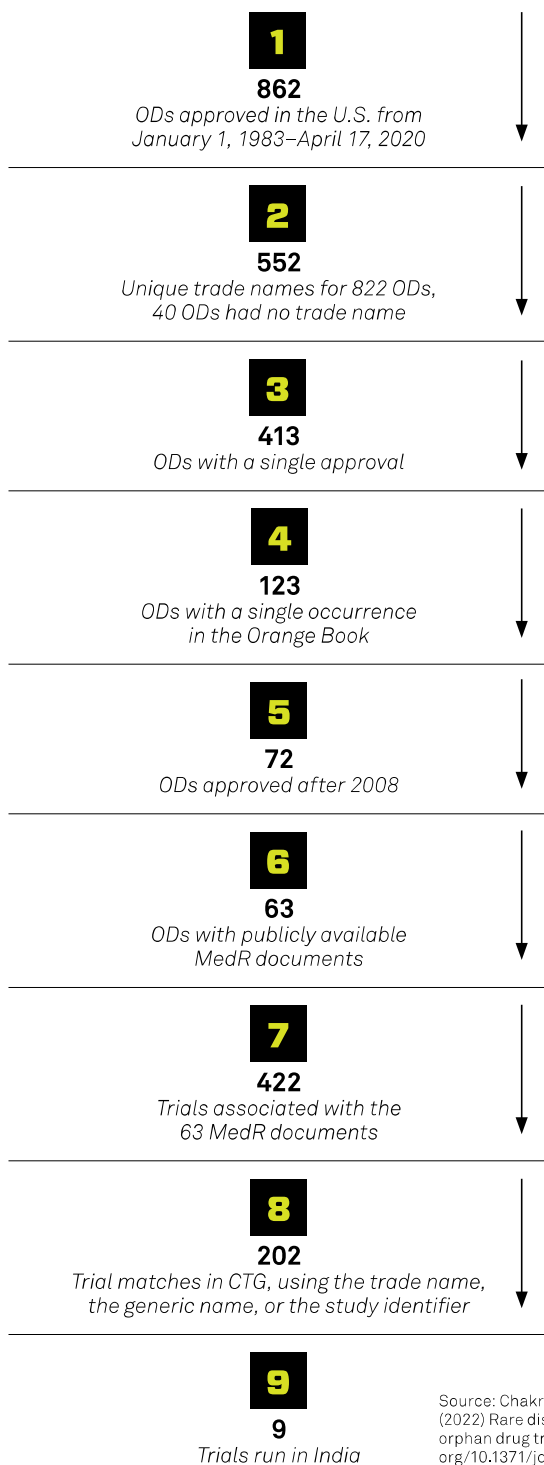 1
862
ODs approved in the U.S. from
January 1, 1983–April 17, 2020
2
552
Unique trade names for 822 ODs,
40 ODs had no trade name
3
413
ODs with a single approval
4
123
ODs with a single occurrence
in the Orange Book
5
72
ODs approved after 2008
6
63
ODs with publicly available
MedR documents
7
422
Trials associated with the
63 MedR documents
8
202
Trial matches in CTG, using the trade name,
the generic name, or the study identifier
9
9
Trials run in India
Source: Chakr
(2022) Rare dis
orphan drug tr
org/10.1371/jo